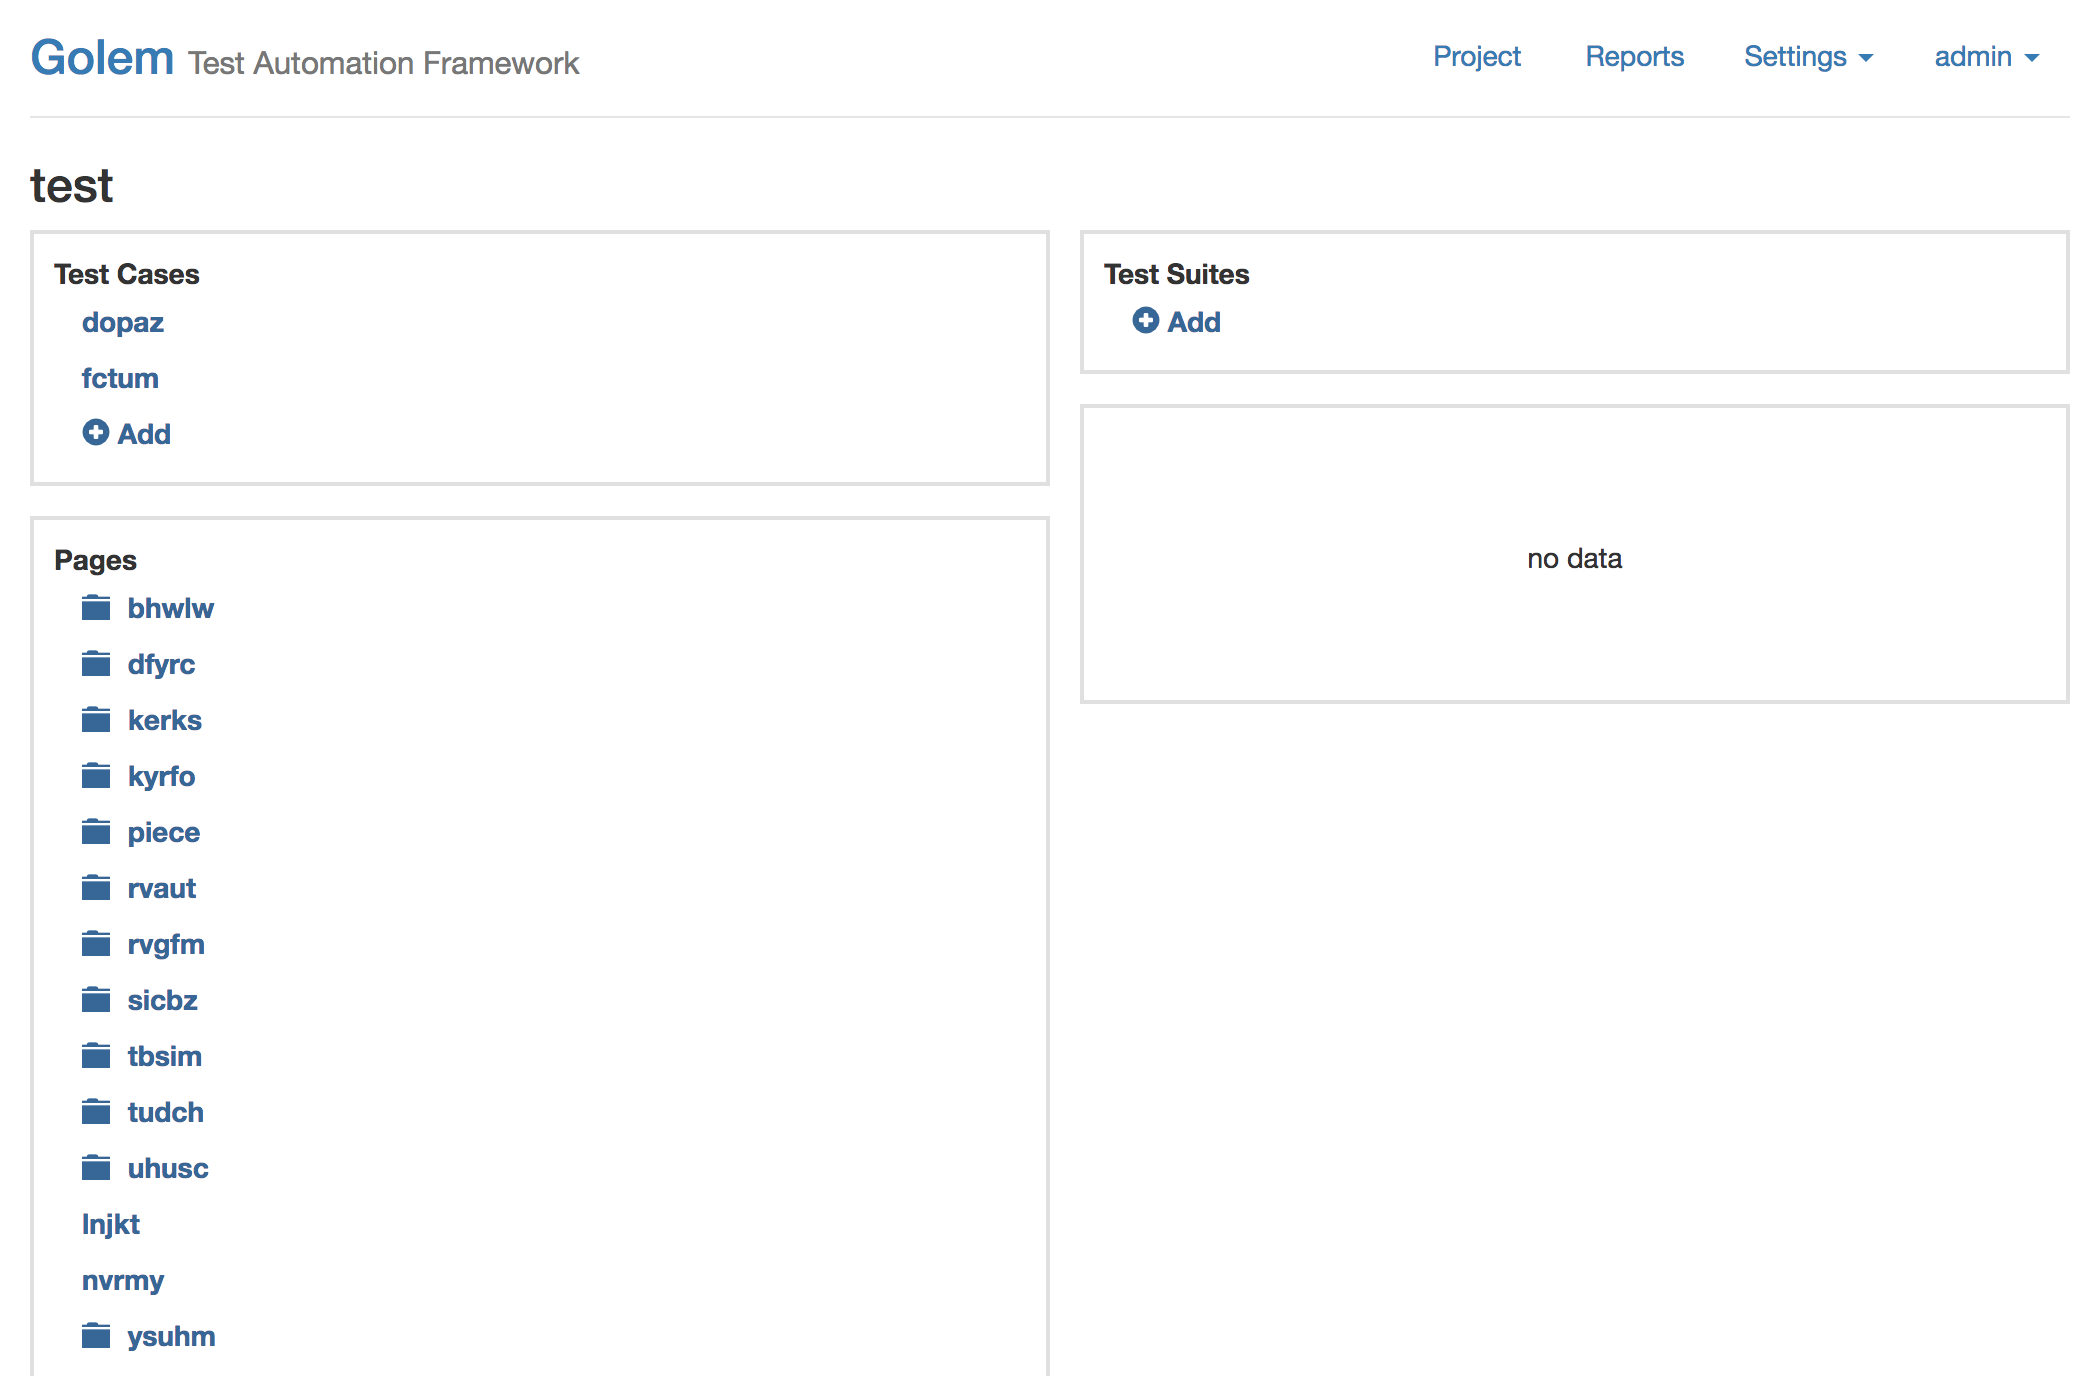 Golem Test Automation Framework
Project Reports Settings admin
test
Test Cases
dopaz
fctum
Add
Pages
bhwlw
dfyrc
kerks
kyrfo
piece
rvaut
rvgfm
sicbz
tbsim
tudch
uhusc
lnjkt
nvrmy
ysuhm
Test Suites
Add
no data